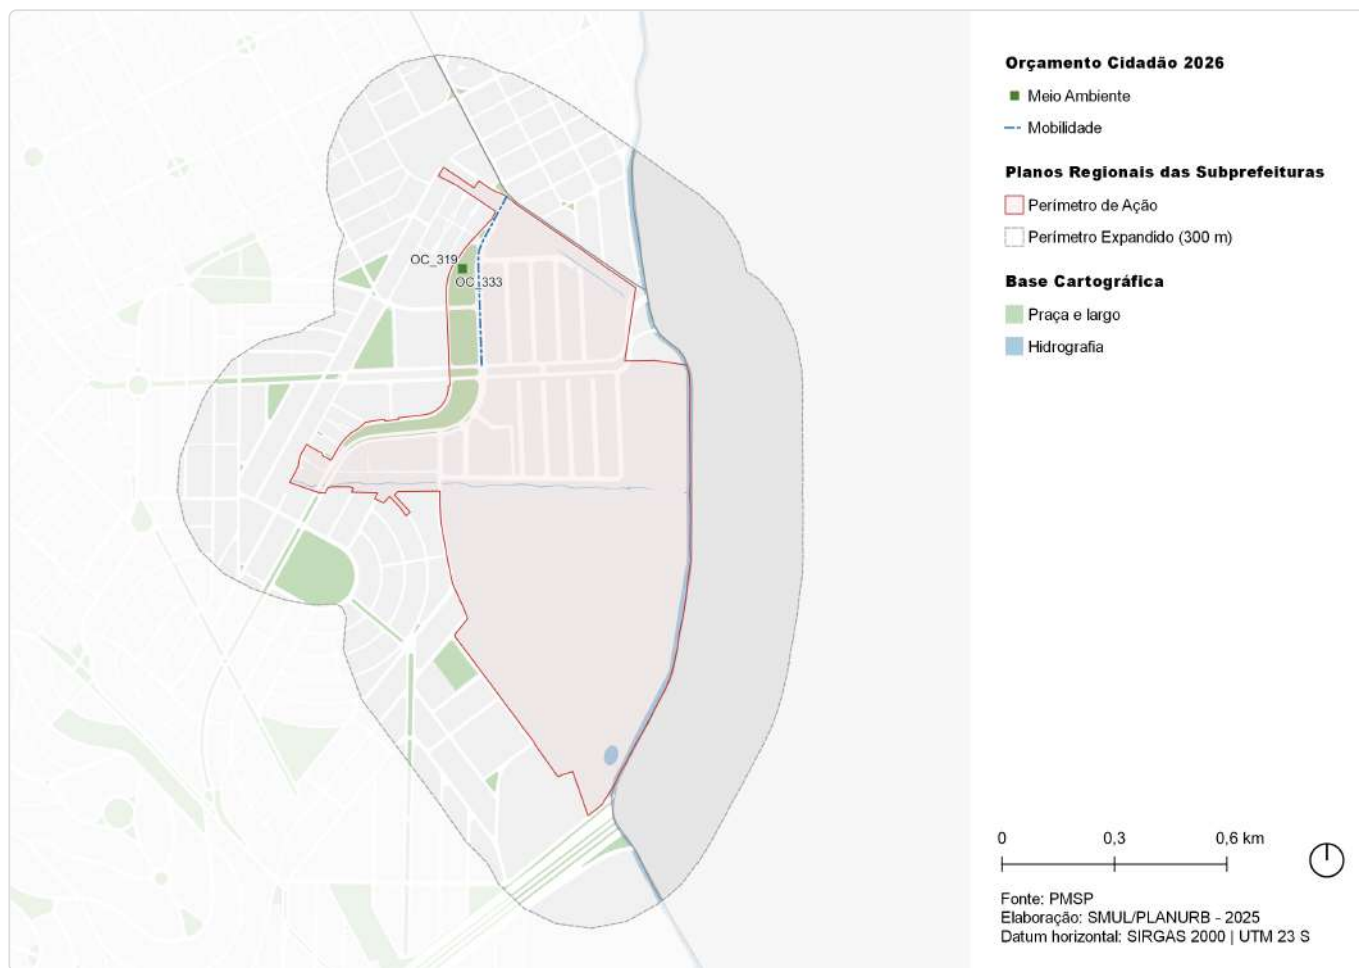 OC_319
OC_333
Orçamento Cidadão 2026
Meio Ambiente
Mobilidade
Planos Regionais das Subprefeituras
Perímetro de Ação
Perímetro Expandido (300 m)
Base Cartográfica
Praça e largo
Hidrografia
0 0,3 0,6 km
Fonte: PMSP
Elaboração: SMUL/PLANURB - 2025
Datum horizontal: SIRGAS 2000 | UTM 23 S